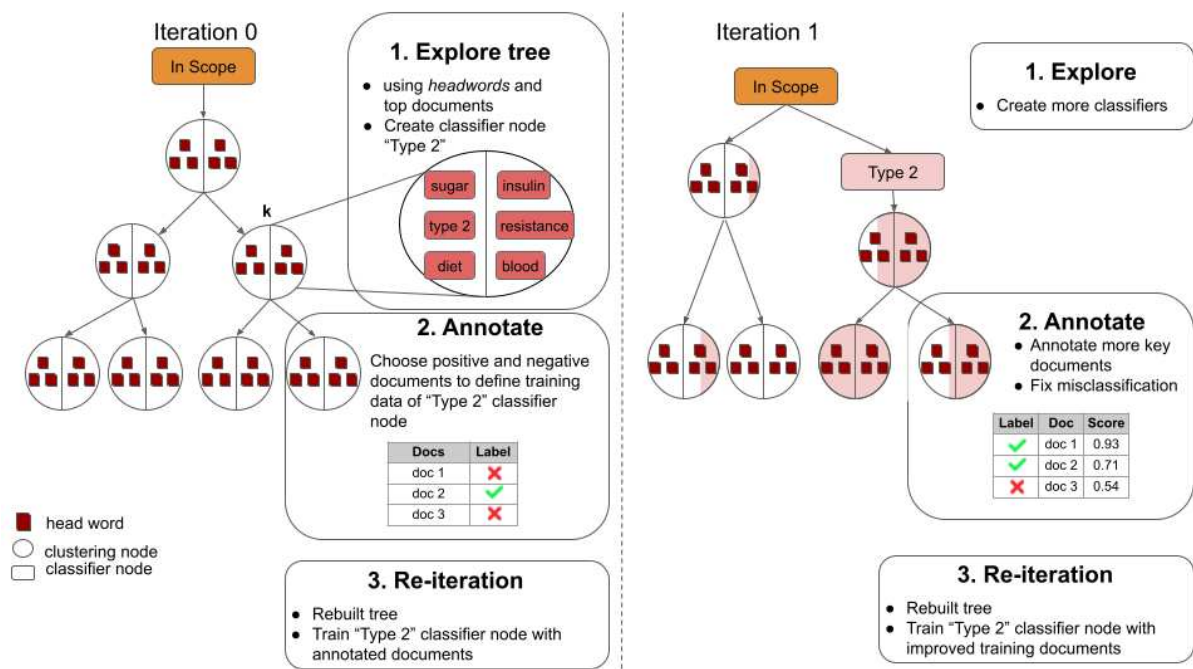 Iteration 0
In Scope
k
1. Explore tree
● using headwords and
top documents
● Create classifier node
“Type 2”
sugar
insulin
type 2
resistance
diet
blood
2. Annotate
Choose positive and negative
documents to define training
data of “Type 2” classifier
node
Docs Label
doc 1 ❌
doc 2 ✓
doc 3 ❌
head word
clustering node
classifier node
3. Re-iteration
● Rebuilt tree
● Train “Type 2” classifier node with
annotated documents
Iteration 1
In Scope
Type 2
1. Explore
● Create more classifiers
2. Annotate
● Annotate more key
documents
● Fix misclassification
Label Doc Score
✓ doc 1 0.93
✓ doc 2 0.71
❌ doc 3 0.54
3. Re-iteration
● Rebuilt tree
● Train “Type 2” classifier node with
improved training documents